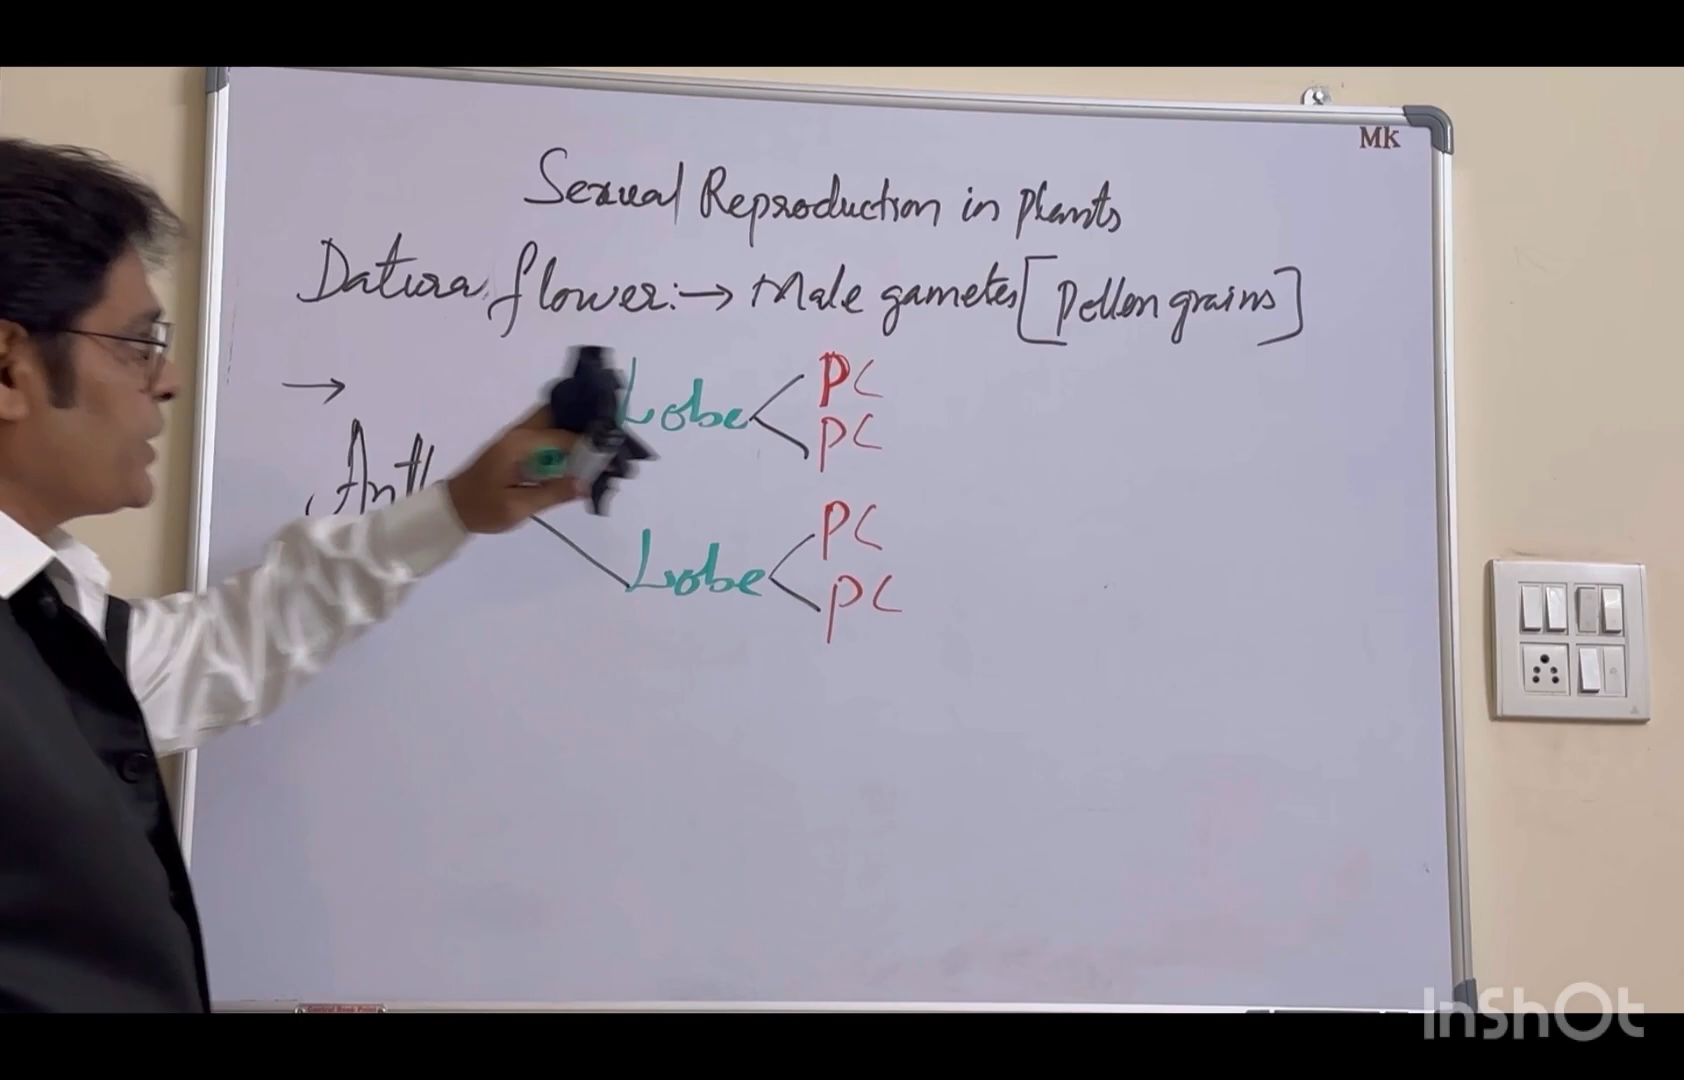 MK
Sexual Reproduction in plants
Datura flower:→ Male gametes [pollen grains]
→
Lobe < PC
PC
Lobe < PC
PC
InShOt